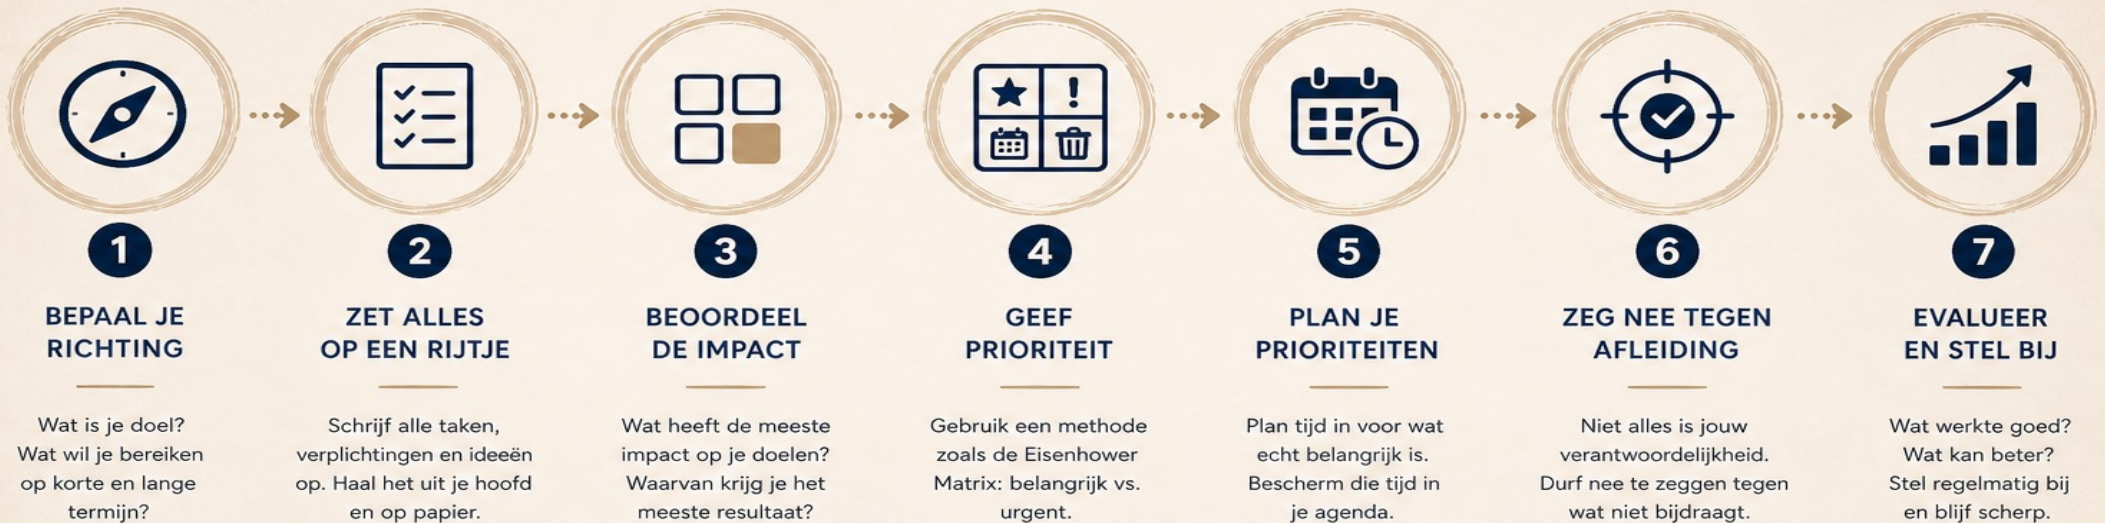 1
BEPAAL JE
RICHTING
Wat is je doel?
Wat wil je bereiken
op korte en lange
termijn?
2
ZET ALLES
OP EEN RIJTJE
Schrijf alle taken,
verplichtingen en ideeën
op. Haal het uit je hoofd
en op papier.
3
BEOORDEEL
DE IMPACT
Wat heeft de meeste
impact op je doelen?
Waarvan krijg je het
meeste resultaat?
4
GEEF
PRIORITEIT
Gebruik een methode
zoals de Eisenhower
Matrix: belangrijk vs.
urgent.
5
PLAN JE
PRIORITEITEN
Plan tijd in voor wat
echt belangrijk is.
Bescherm die tijd in
je agenda.
6
ZEG NEE TEGEN
AFLEIDING
Niet alles is jouw
verantwoordelijkheid.
Durf nee te zeggen tegen
wat niet bijdraagt.
7
EVALUEER
EN STEL BIJ
Wat werkte goed?
Wat kan beter?
Stel regelmatig bij
en blijf scherp.